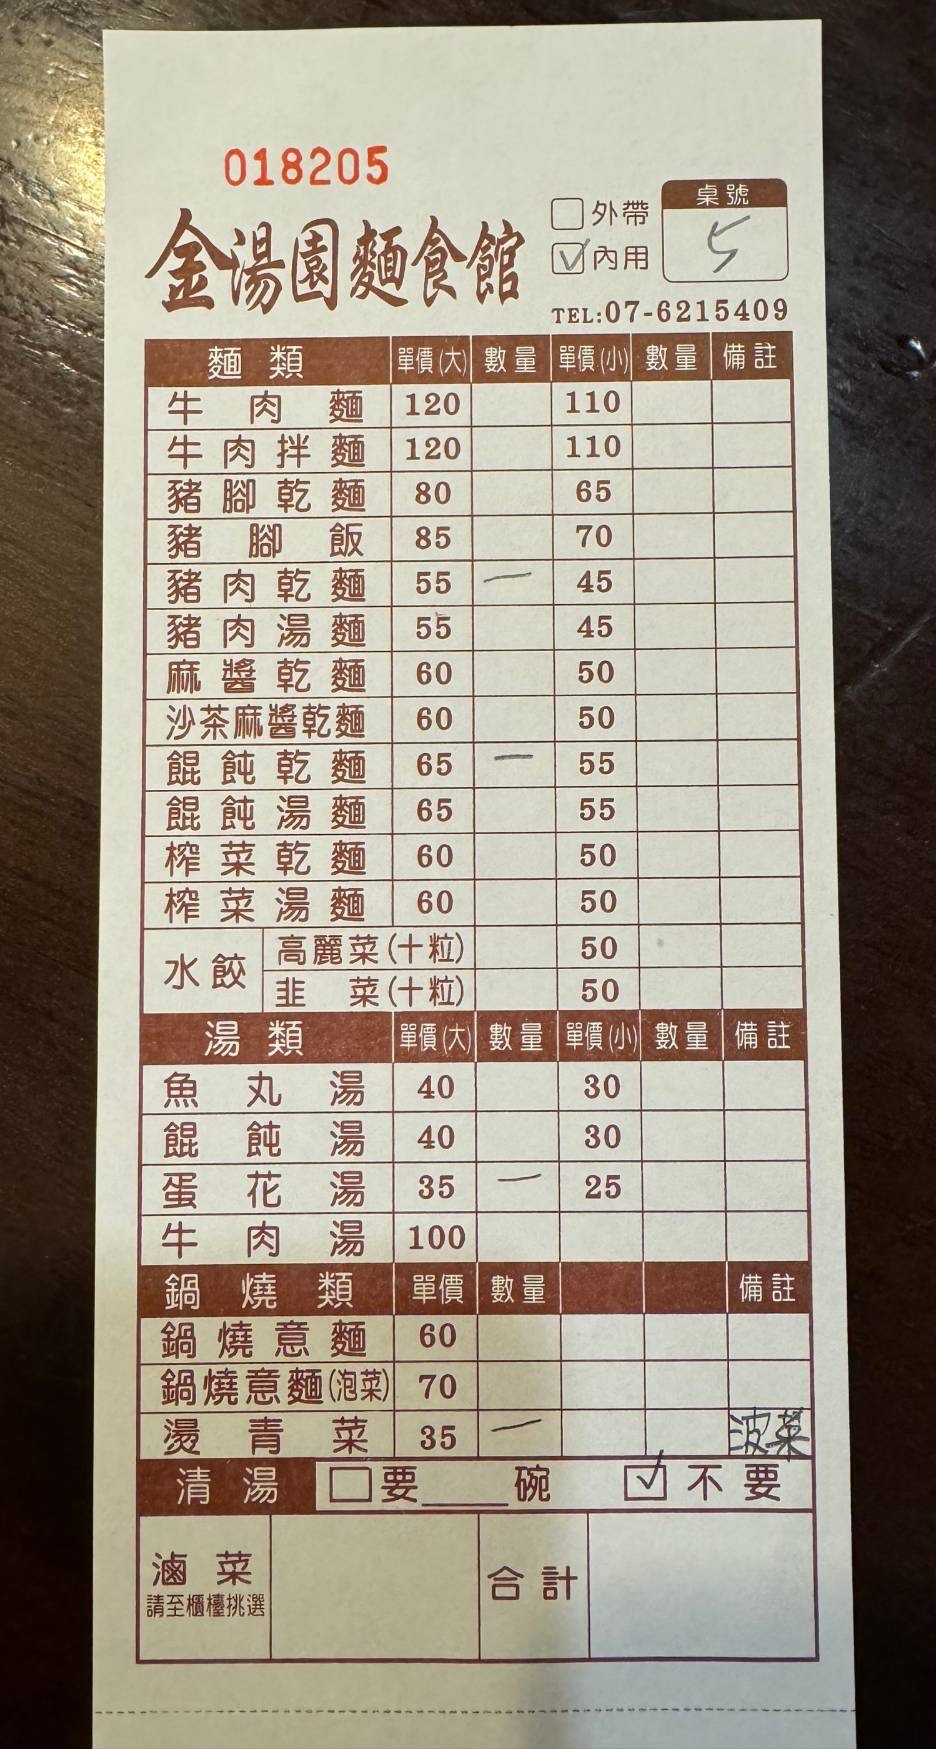 018205
金湯園麵食館
□外帶
☑內用
桌號
5
TEL:07-6215409
麵類 單價(大) 數量 單價(小) 數量 備註
牛肉麵 120 110
牛肉拌麵 120 110
豬腳乾麵 80 65
豬腳飯 85 70
豬肉乾麵 55 一 45
豬肉湯麵 55 45
麻醬乾麵 60 50
沙茶麻醬乾麵 60 50
餛飩乾麵 65 一 55
餛飩湯麵 65 55
榨菜乾麵 60 50
榨菜湯麵 60 50
水餃 高麗菜(十粒) 50
韭菜(十粒) 50
湯類 單價(大) 數量 單價(小) 數量 備註
魚丸湯 40 30
餛飩湯 40 30
蛋花湯 35 一 25
牛肉湯 100
鍋燒類 單價 數量 備註
鍋燒意麵 60
鍋燒意麵(泡菜) 70
燙青菜 35 一 波菜
清湯 □要____碗 ☑不要
滷菜 合計
請至櫃檯挑選